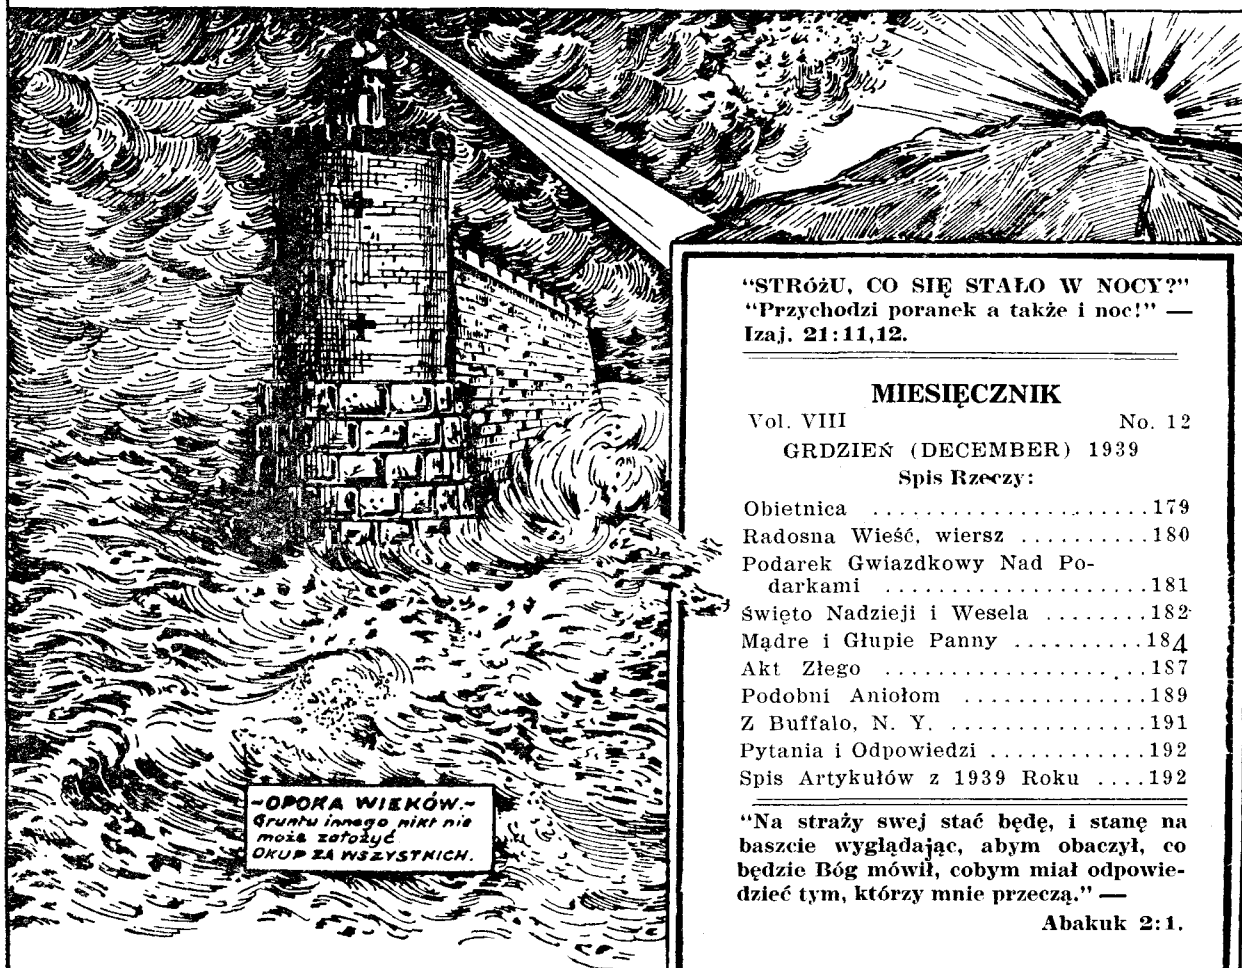 “STRÓżU, CO SIĘ STAŁO W NOCY?”
“Przychodzi poranek a także i noc!” —
Izaj. 21:11,12.
MIESIĘCZNIK
Vol. VIII No. 12
GRDZIEŃ (DECEMBER) 1939
Spis Rzeczy:
Obietnica .....................179
Radosna Wieść, wiersz ..........180
Podarek Gwiazdkowy Nad Po-
darkami ....................181
Święto Nadzieji i Wesela ........182
Mądre i Głupie Panny ..........184
Akt Złego ....................187
Podobni Aniołom ..............189
Z Buffalo, N. Y. ...............191
Pytania i Odpowiedzi ............192
Spis Artykułów z 1939 Roku ....192
“Na straży swej stać będę, i stanę na
baszcie wyglądając, abym obaczył, co
będzie Bóg mówił, cobym miał odpowie-
dzieć tym, którzy mnie przeczą.” —
Abakuk 2:1.
~OPOKA WIEKÓW.~
Gruntu innego nikt nie
może założyć
OKUP ZA WSZYSTKICH.